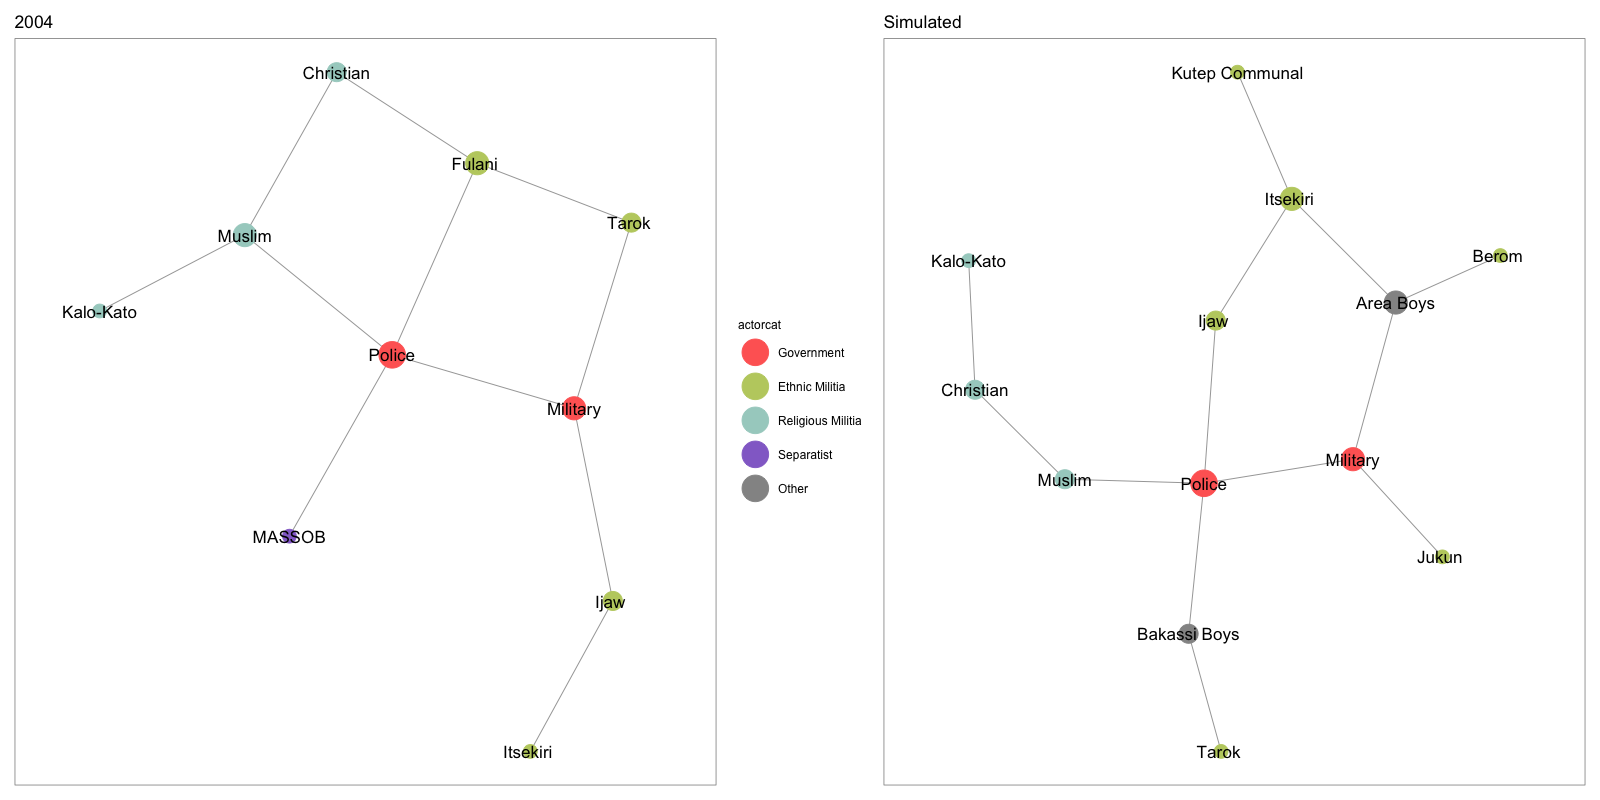 2004
Christian
Fulani
Tarok
Muslim
Kalo-Kato
Police
Military
MASSOB
Ijaw
Itsekiri
actorcat
Government
Ethnic Militia
Religious Militia
Separatist
Other
Simulated
Kutep Communal
Itsekiri
Berom
Kalo-Kato
Area Boys
Ijaw
Christian
Military
Muslim
Police
Jukun
Bakassi Boys
Tarok